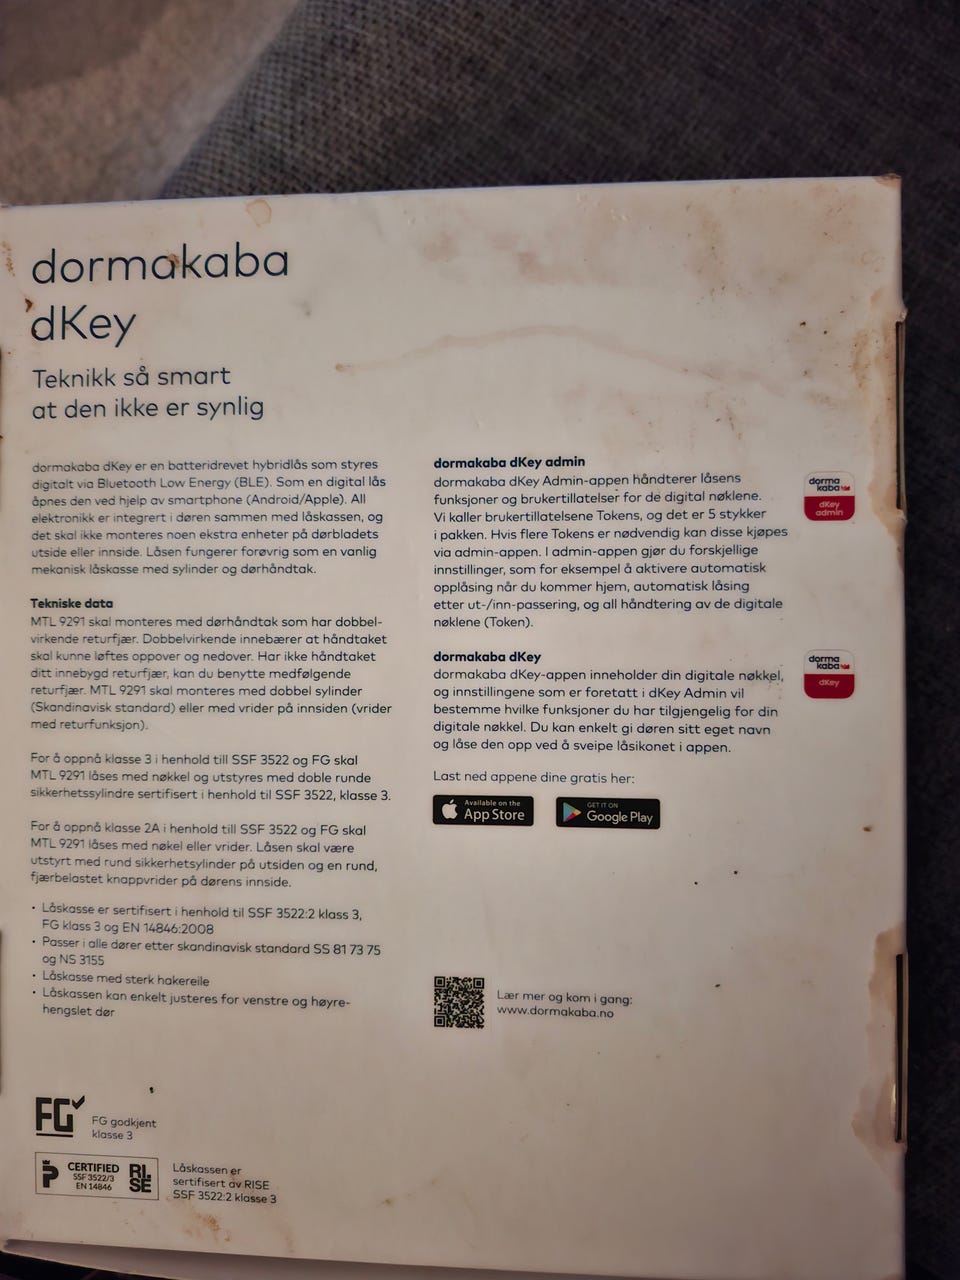 dormakaba
dKey
Teknikk så smart
at den ikke er synlig
dormakaba dKey er en batteridrevet hybridlås som styres
digitalt via Bluetooth Low Energy (BLE). Som en digital lås
åpnes den ved hjelp av smartphone (Android/Apple). All
elektronikk er integrert i døren sammen med låskassen, og
det skal ikke monteres noen ekstra enheter på dørbladets
utside eller innside. Låsen fungerer forøvrig som en vanlig
mekanisk låskasse med sylinder og dørhåndtak.
Tekniske data
MTL 9291 skal monteres med dørhåndtak som har dobbel-
virkende returfjær. Dobbelvirkende innebærer at håndtaket
skal kunne løftes oppover og nedover. Har ikke håndtaket
ditt innebygd returfjær, kan du benytte medfølgende
returfjær. MTL 9291 skal monteres med dobbel sylinder
(Skandinavisk standard) eller med vrider på innsiden (vrider
med returfunksjon).
For å oppnå klasse 3 i henhold till SSF 3522 og FG skal
MTL 9291 låses med nøkkel og utstyres med doble runde
sikkerhetssylindre sertifisert i henhold til SSF 3522, klasse 3.
For å oppnå klasse 2A i henhold till SSF 3522 og FG skal
MTL 9291 låses med nøkel eller vrider. Låsen skal være
utstyrt med rund sikkerhetsylinder på utsiden og en rund,
fjærbelastet knappvrider på dørens innside.
• Låskasse er sertifisert i henhold til SSF 3522:2 klass 3,
FG klass 3 og EN 14846:2008
• Passer i alle dører etter skandinavisk standard SS 81 73 75
og NS 3155
• Låskasse med sterk hakereile
• Låskassen kan enkelt justeres for venstre og høyre-
hengslet dør
FG
FG godkjent
klasse 3
P
CERTIFIED
SSF 3522/3
EN 14846
RI.
SE
Låskassen er
sertifisert av RISE
SSF 3522:2 klasse 3
dormakaba dKey admin
dormakaba dKey Admin-appen håndterer låsens
funksjoner og brukertillatelser for de digital nøklene.
Vi kaller brukertillatelsene Tokens, og det er 5 stykker
i pakken. Hvis flere Tokens er nødvendig kan disse kjøpes
via admin-appen. I admin-appen gjør du forskjellige
innstillinger, som for eksempel å aktivere automatisk
opplåsing når du kommer hjem, automatisk låsing
etter ut-/inn-passering, og all håndtering av de digitale
nøklene (Token).
dorma
kaba
dKey
admin
dormakaba dKey
dormakaba dKey-appen inneholder din digitale nøkkel,
og innstillingene som er foretatt i dKey Admin vil
bestemme hvilke funksjoner du har tilgjengelig for din
digitale nøkkel. Du kan enkelt gi døren sitt eget navn
og låse den opp ved å sveipe låsikonet i appen.
dorma
kaba
dKey
Last ned appene dine gratis her:
Available on the
App Store
GET IT ON
Google Play
Lær mer og kom i gang:
www.dormakaba.no